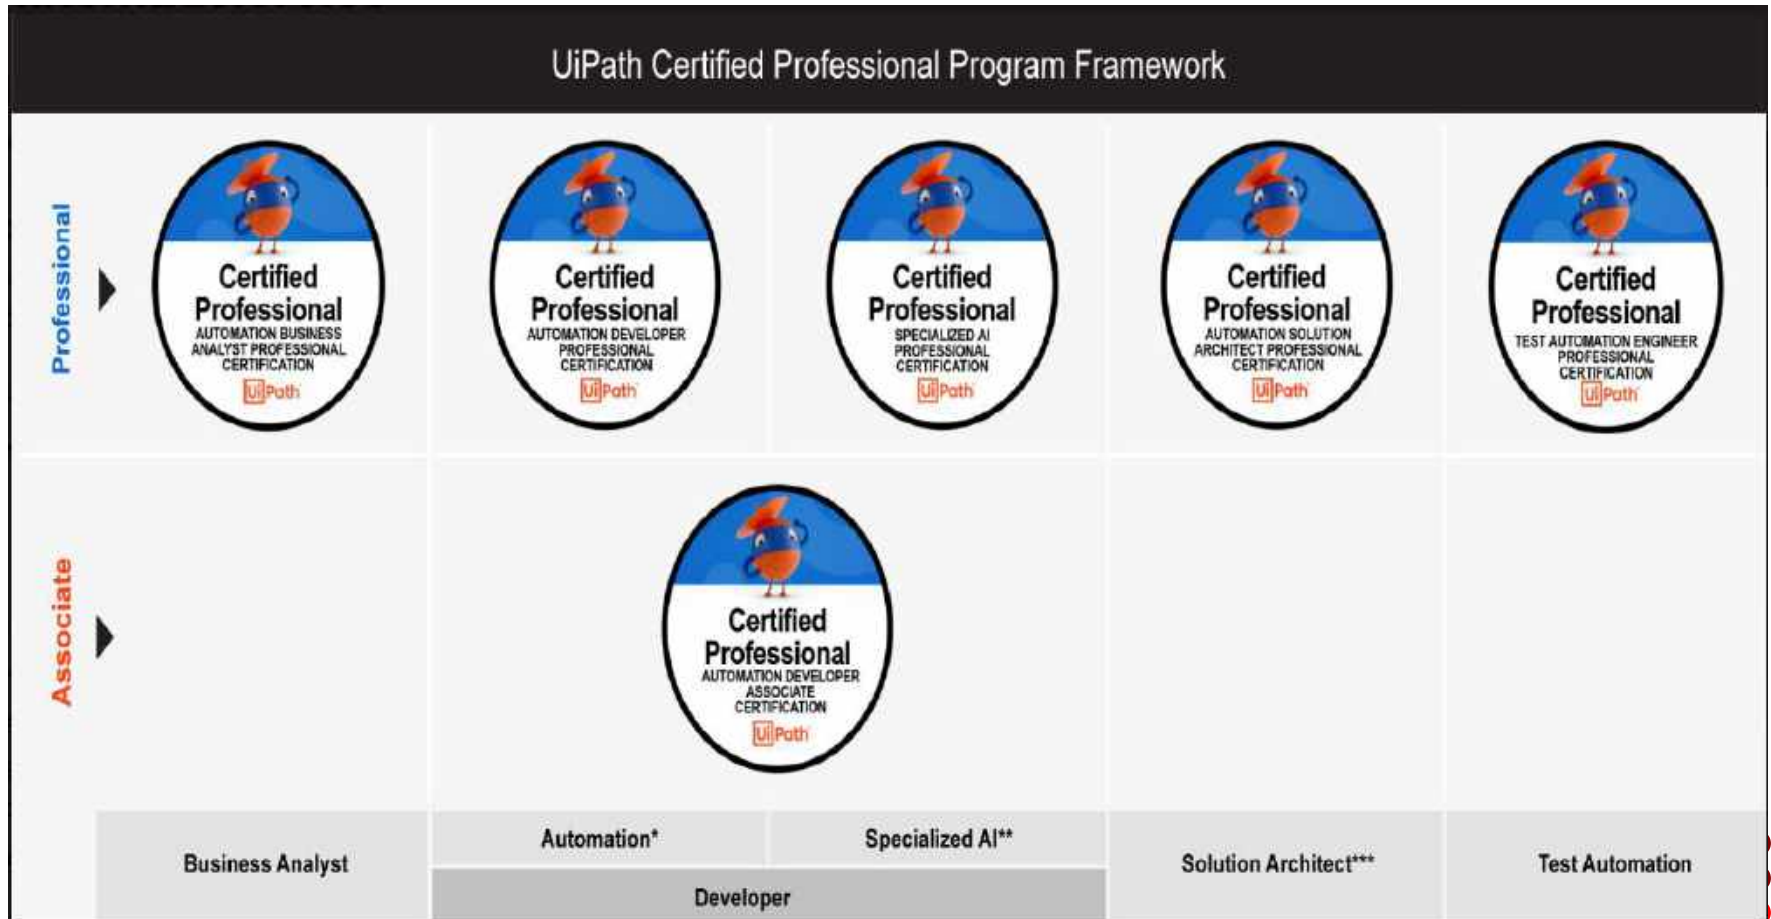 UiPath Certified Professional Program Framework
Professional
Certified
Professional
AUTOMATION BUSINESS
ANALYST PROFESSIONAL
CERTIFICATION
UiPath
Certified
Professional
AUTOMATION DEVELOPER
PROFESSIONAL
CERTIFICATION
UiPath
Certified
Professional
SPECIALIZED AI
PROFESSIONAL
CERTIFICATION
UiPath
Certified
Professional
AUTOMATION SOLUTION
ARCHITECT PROFESSIONAL
CERTIFICATION
UiPath
Certified
Professional
TEST AUTOMATION ENGINEER
PROFESSIONAL
CERTIFICATION
UiPath
Associate
Certified
Professional
AUTOMATION DEVELOPER
ASSOCIATE
CERTIFICATION
UiPath
Business Analyst
Automation*
Specialized AI**
Developer
Solution Architect***
Test Automation